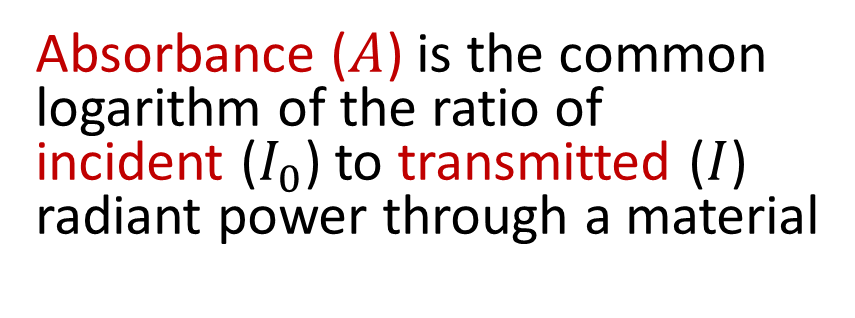 Absorbance (A) is the common
logarithm of the ratio of
incident (I₀) to transmitted (I)
radiant power through a material